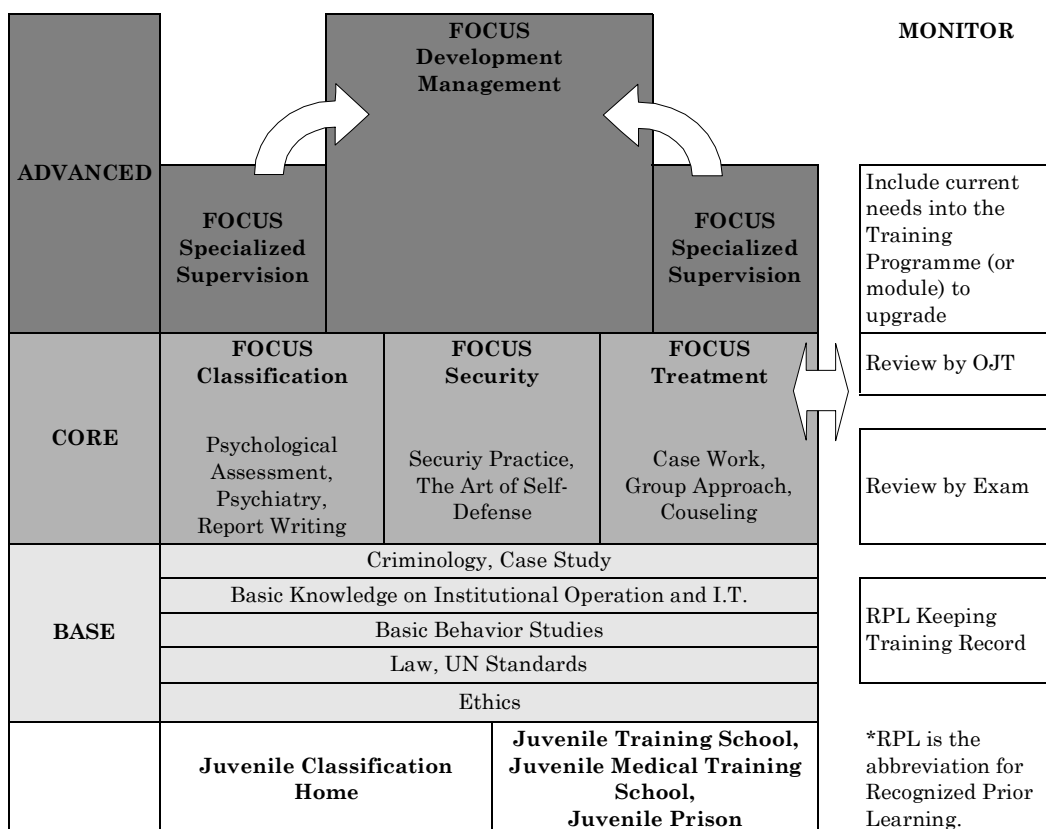 FOCUS
Development
Management
MONITOR
ADVANCED
FOCUS
Specialized
Supervision
FOCUS
Specialized
Supervision
Include current
needs into the
Training
Programme (or
module) to
upgrade
CORE
FOCUS
Classification
Psychological
Assessment,
Psychiatry,
Report Writing
FOCUS
Security
Securiy Practice,
The Art of Self-
Defense
FOCUS
Treatment
Case Work,
Group Approach,
Couseling
Review by OJT
Review by Exam
BASE
Criminology, Case Study
Basic Knowledge on Institutional Operation and I.T.
Basic Behavior Studies
Law, UN Standards
Ethics
RPL Keeping
Training Record
Juvenile Classification
Home
Juvenile Training School,
Juvenile Medical Training
School,
Juvenile Prison
*RPL is the
abbreviation for
Recognized Prior
Learning.